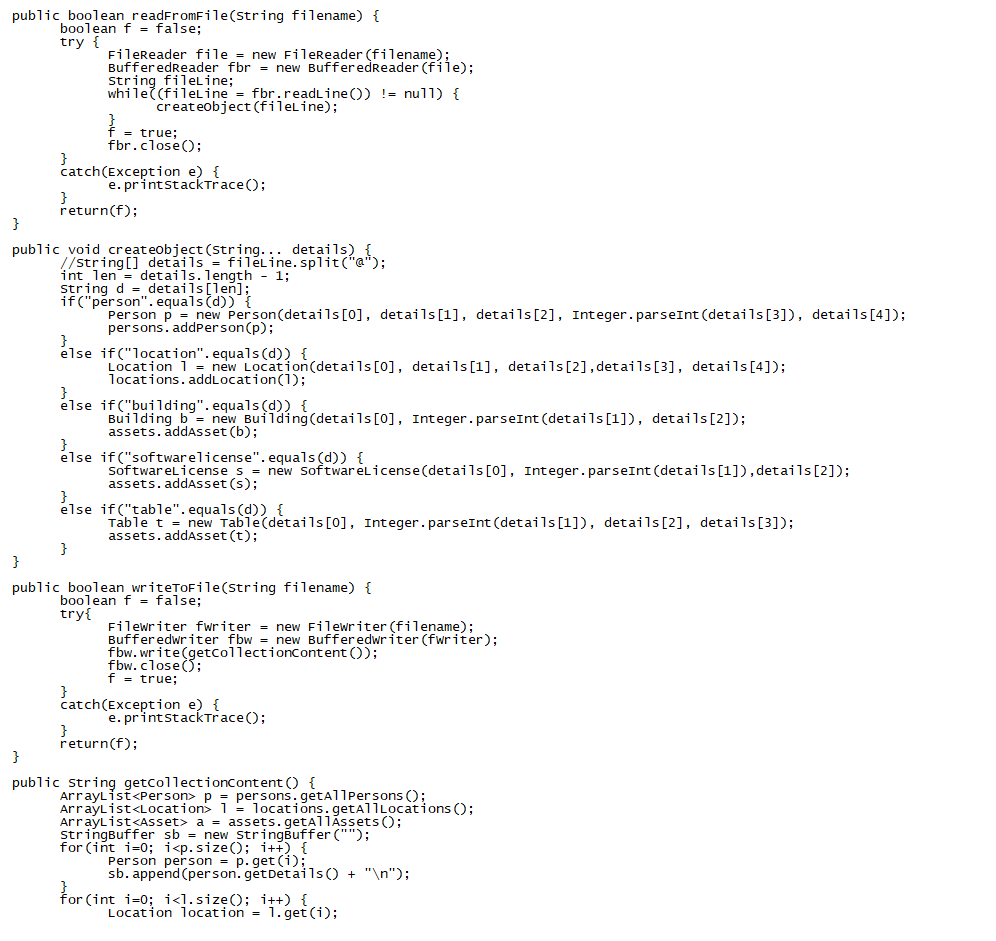 public boolean readFromFile(String filename) {
      boolean f = false;
      try {
            FileReader file = new FileReader(filename);
            BufferedReader fbr = new BufferedReader(file);
            String fileLine;
            while((fileLine = fbr.readLine()) != null) {
                  createObject(fileLine);
            }
            f = true;
            fbr.close();
      }
      catch(Exception e) {
            e.printStackTrace();
      }
      return(f);
}

public void createObject(String... details) {
      //String[] details = fileLine.split("@");
      int len = details.length - 1;
      String d = details[len];
      if("person".equals(d)) {
            Person p = new Person(details[0], details[1], details[2], Integer.parseInt(details[3]), details[4]);
            persons.addPerson(p);
      }
      else if("location".equals(d)) {
            Location l = new Location(details[0], details[1], details[2],details[3], details[4]);
            locations.addLocation(l);
      }
      else if("building".equals(d)) {
            Building b = new Building(details[0], Integer.parseInt(details[1]), details[2]);
            assets.addAsset(b);
      }
      else if("softwarelicense".equals(d)) {
            SoftwareLicense s = new SoftwareLicense(details[0], Integer.parseInt(details[1]),details[2]);
            assets.addAsset(s);
      }
      else if("table".equals(d)) {
            Table t = new Table(details[0], Integer.parseInt(details[1]), details[2], details[3]);
            assets.addAsset(t);
      }
}

public boolean writeToFile(String filename) {
      boolean f = false;
      try{
            FileWriter fWriter = new FileWriter(filename);
            BufferedWriter fbw = new BufferedWriter(fWriter);
            fbw.write(getCollectionContent());
            fbw.close();
            f = true;
      }
      catch(Exception e) {
            e.printStackTrace();
      }
      return(f);
}

public String getCollectionContent() {
      ArrayList<Person> p = persons.getAllPersons();
      ArrayList<Location> l = locations.getAllLocations();
      ArrayList<Asset> a = assets.getAllAssets();
      StringBuffer sb = new StringBuffer("");
      for(int i=0; i<p.size(); i++) {
            Person person = p.get(i);
            sb.append(person.getDetails() + "\n");
      }
      for(int i=0; i<l.size(); i++) {
            Location location = l.get(i);